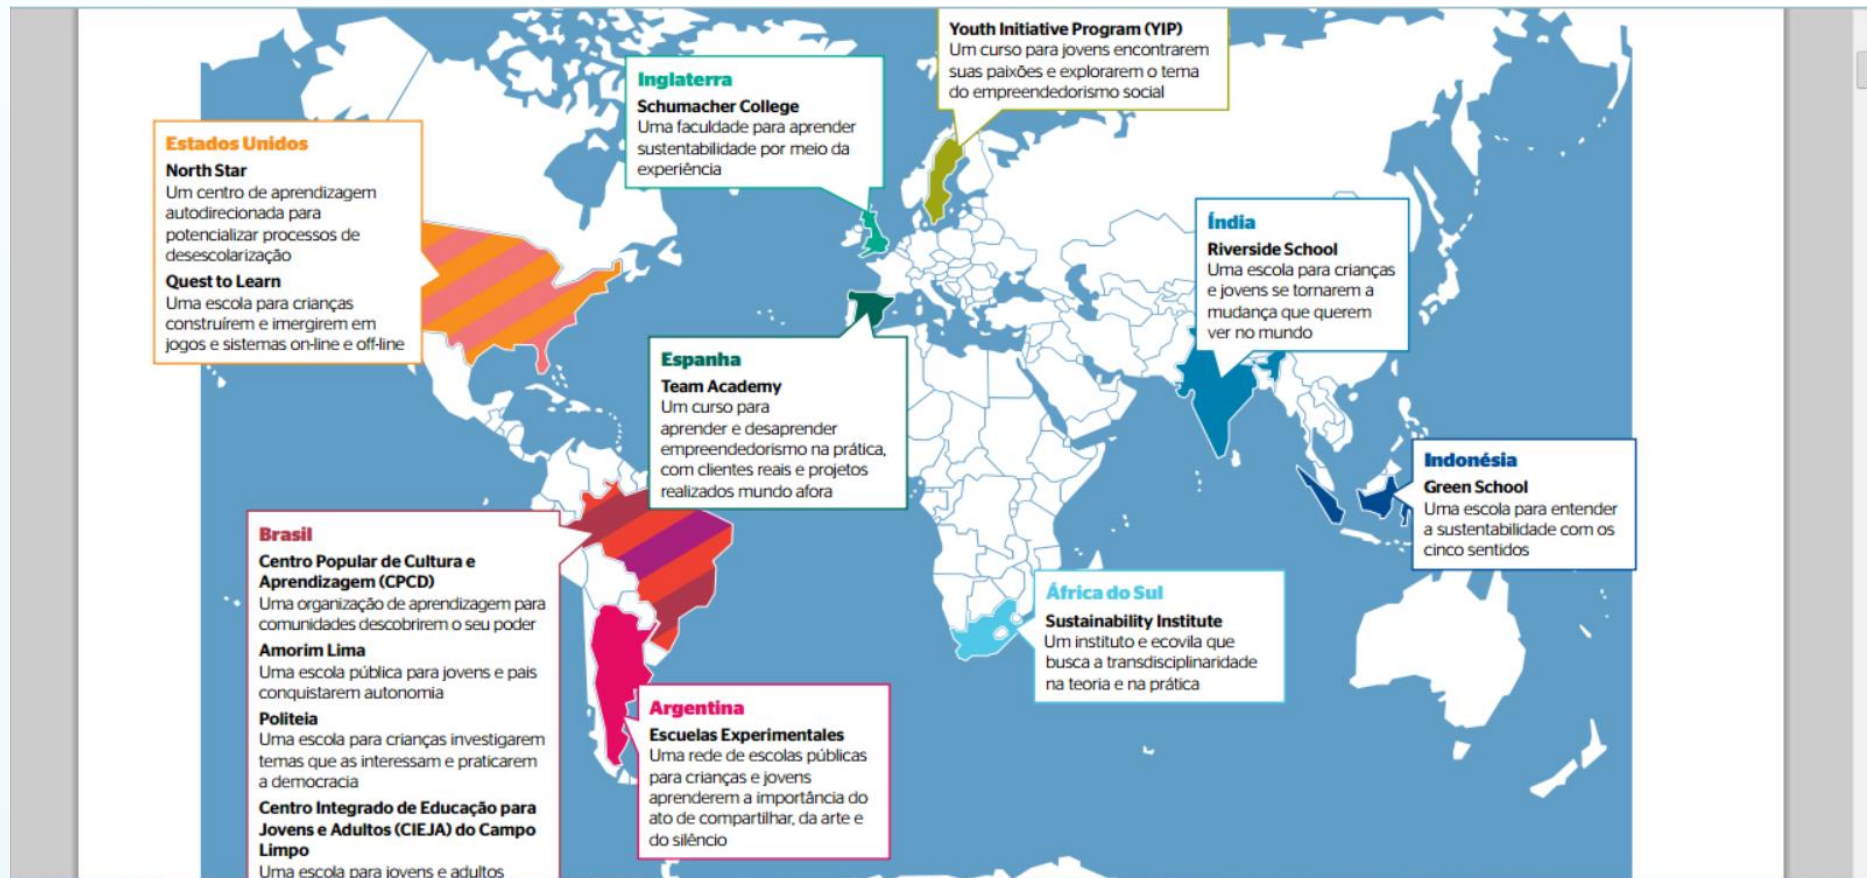 Youth Initiative Program (YIP)
Um curso para jovens encontrarem
suas paixões e explorarem o tema
do empreendedorismo social
Inglaterra
Schumacher College
Uma faculdade para aprender
sustentabilidade por meio da
experiência
Estados Unidos
North Star
Um centro de aprendizagem
autodirecionada para
potencializar processos de
desescolarização
Quest to Learn
Uma escola para crianças
construírem e imergirem em
jogos e sistemas on-line e off-line
Índia
Riverside School
Uma escola para crianças
e jovens se tornarem a
mudança que querem
ver no mundo
Espanha
Team Academy
Um curso para
aprender e desaprender
empreendedorismo na prática,
com clientes reais e projetos
realizados mundo afora
Indonésia
Green School
Uma escola para entender
a sustentabilidade com os
cinco sentidos
Brasil
Centro Popular de Cultura e
Aprendizagem (CPCD)
Uma organização de aprendizagem para
comunidades descobrirem o seu poder
Amorim Lima
Uma escola pública para jovens e pais
conquistarem autonomia
Politeia
Uma escola para crianças investigarem
temas que as interessam e praticarem
a democracia
Centro Integrado de Educação para
Jovens e Adultos (CIEJA) do Campo
Limpo
Uma escola para jovens e adultos
África do Sul
Sustainability Institute
Um instituto e ecovila que
busca a transdisciplinaridade
na teoria e na prática
Argentina
Escuelas Experimentales
Uma rede de escolas públicas
para crianças e jovens
aprenderem a importância do
ato de compartilhar, da arte e
do silêncio